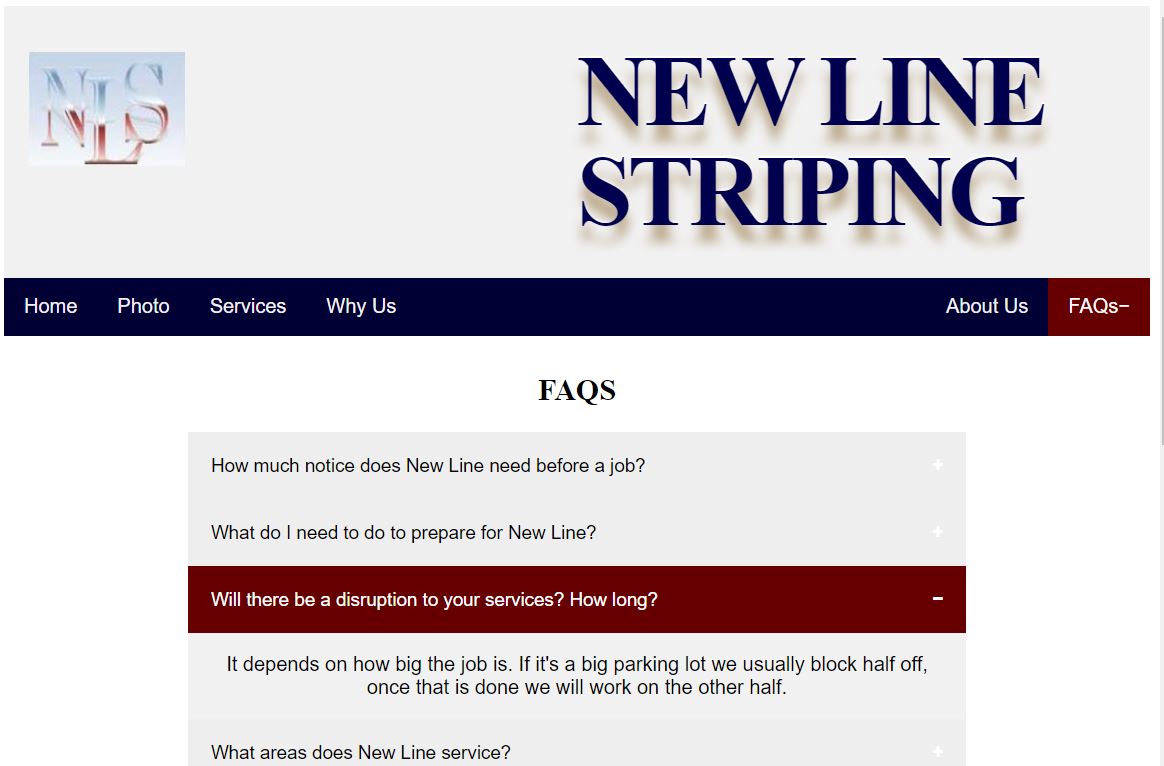 NLS
NEW LINE
STRIPING
Home Photo Services Why Us About Us FAQs−
FAQS
How much notice does New Line need before a job? +
What do I need to do to prepare for New Line? +
Will there be a disruption to your services? How long? −
It depends on how big the job is. If it's a big parking lot we usually block half off,
once that is done we will work on the other half.
What areas does New Line service? +